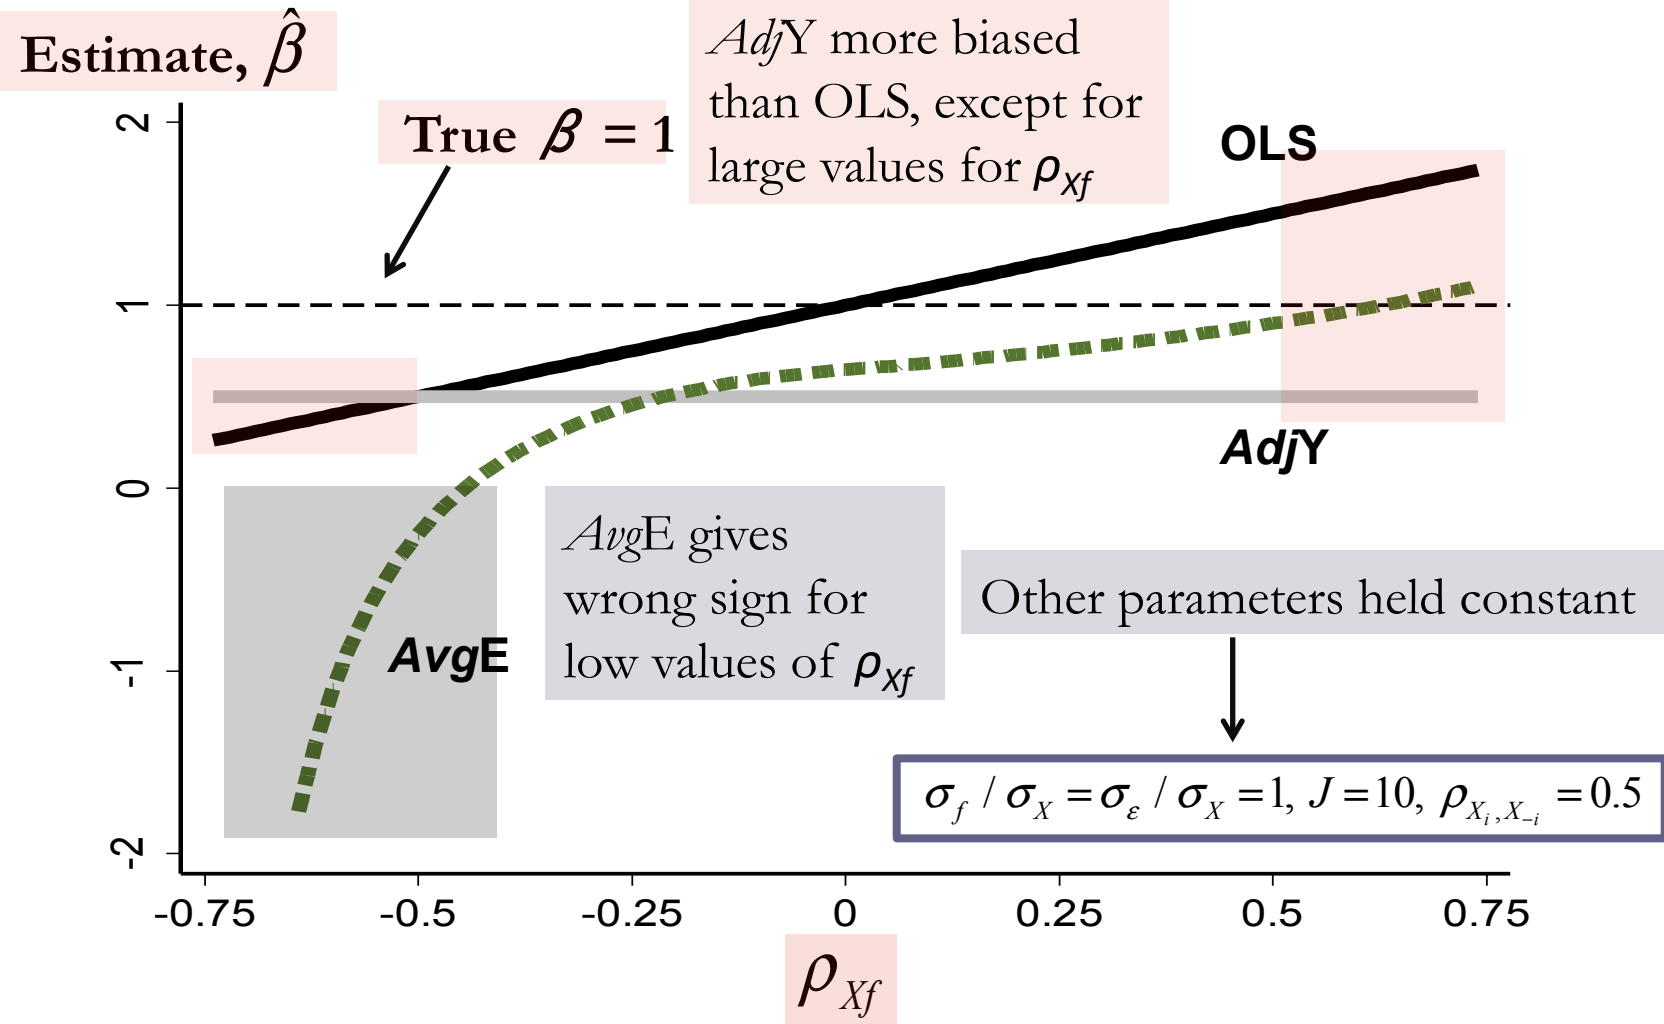 Estimate, β̂
AdjY more biased
than OLS, except for
large values for ρXf
True β = 1
OLS
2
1
0
-1
-2
AdjY
AvgE gives
wrong sign for
low values of ρXf
AvgE
Other parameters held constant
σf / σX = σε / σX = 1, J = 10, ρXi,X−i = 0.5
-0.75 -0.5 -0.25 0 0.25 0.5 0.75
ρXf